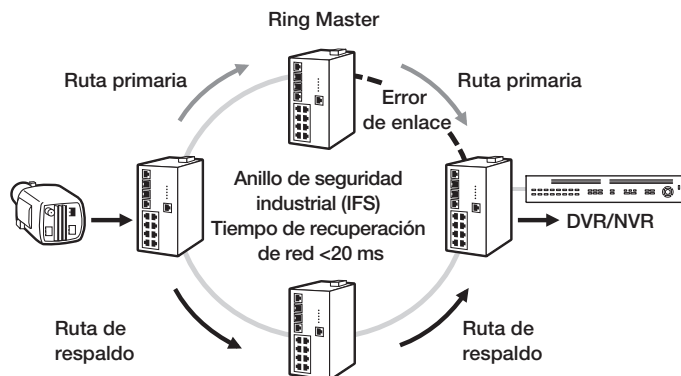 Ring Master
Ruta primaria
Ruta primaria
Error
de enlace
Anillo de seguridad
industrial (IFS)
Tiempo de recuperación
de red <20 ms
DVR/NVR
Ruta de
respaldo
Ruta de
respaldo